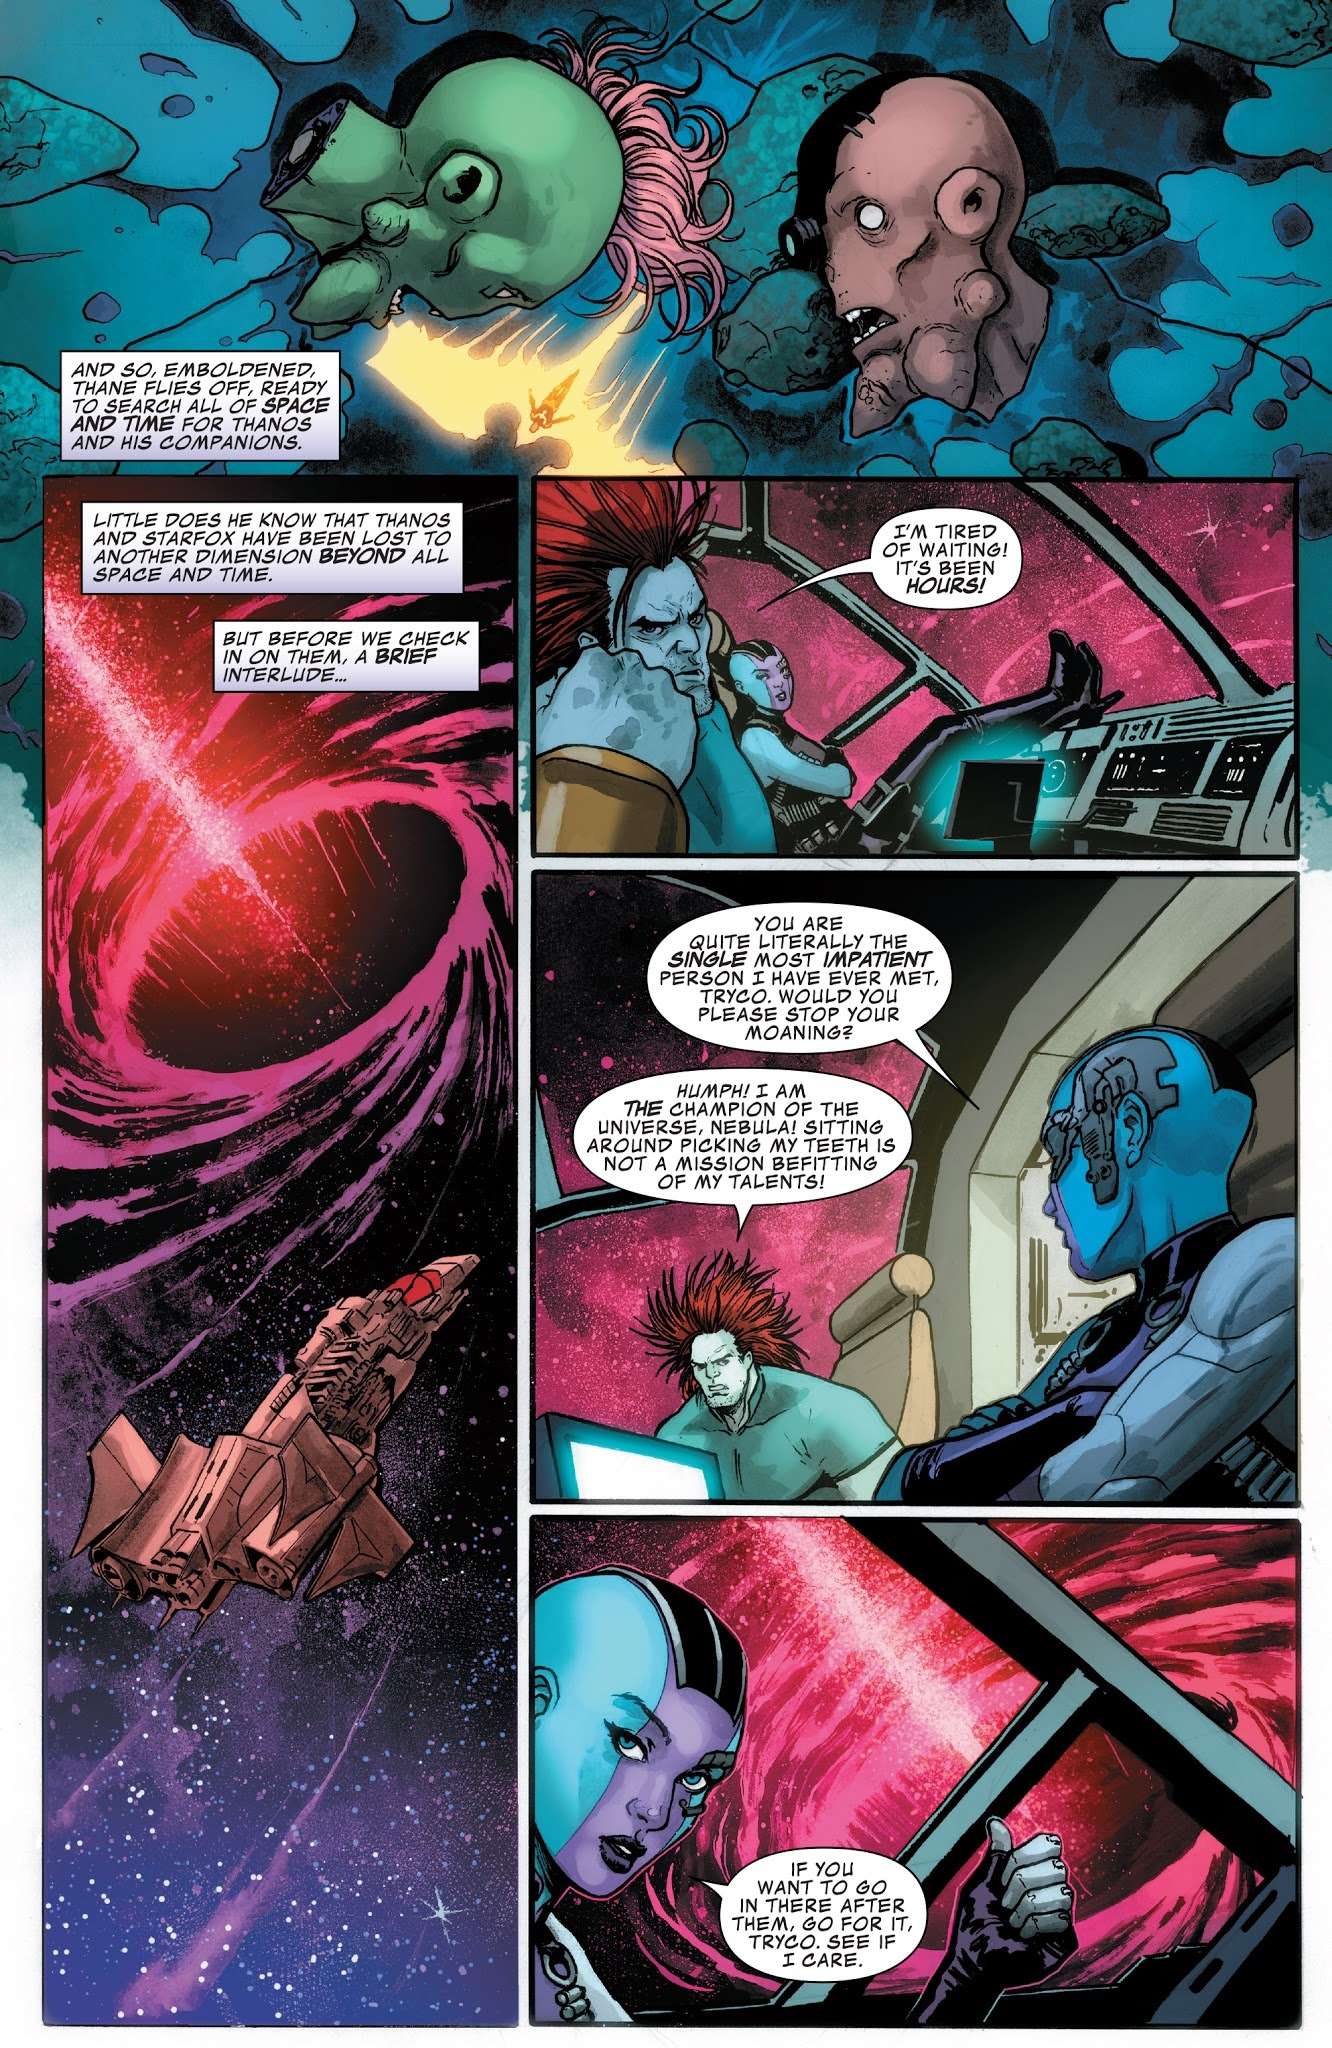 AND SO, EMBOLDENED,
THANE FLIES OFF, READY
TO SEARCH ALL OF SPACE
AND TIME FOR THANOS
AND HIS COMPANIONS.
LITTLE DOES HE KNOW THAT THANOS
AND STARFOX HAVE BEEN LOST TO
ANOTHER DIMENSION BEYOND ALL
SPACE AND TIME.
BUT BEFORE WE CHECK
IN ON THEM, A BRIEF
INTERLUDE...
I'M TIRED
OF WAITING!
IT'S BEEN
HOURS!
YOU ARE
QUITE LITERALLY THE
SINGLE MOST IMPATIENT
PERSON I HAVE EVER MET,
TRYCO. WOULD YOU
PLEASE STOP YOUR
MOANING?
HUMPH! I AM
THE CHAMPION OF THE
UNIVERSE, NEBULA! SITTING
AROUND PICKING MY TEETH IS
NOT A MISSION BEFITTING
OF MY TALENTS!
IF YOU
WANT TO GO
IN THERE AFTER
THEM, GO FOR IT,
TRYCO. SEE IF
I CARE.